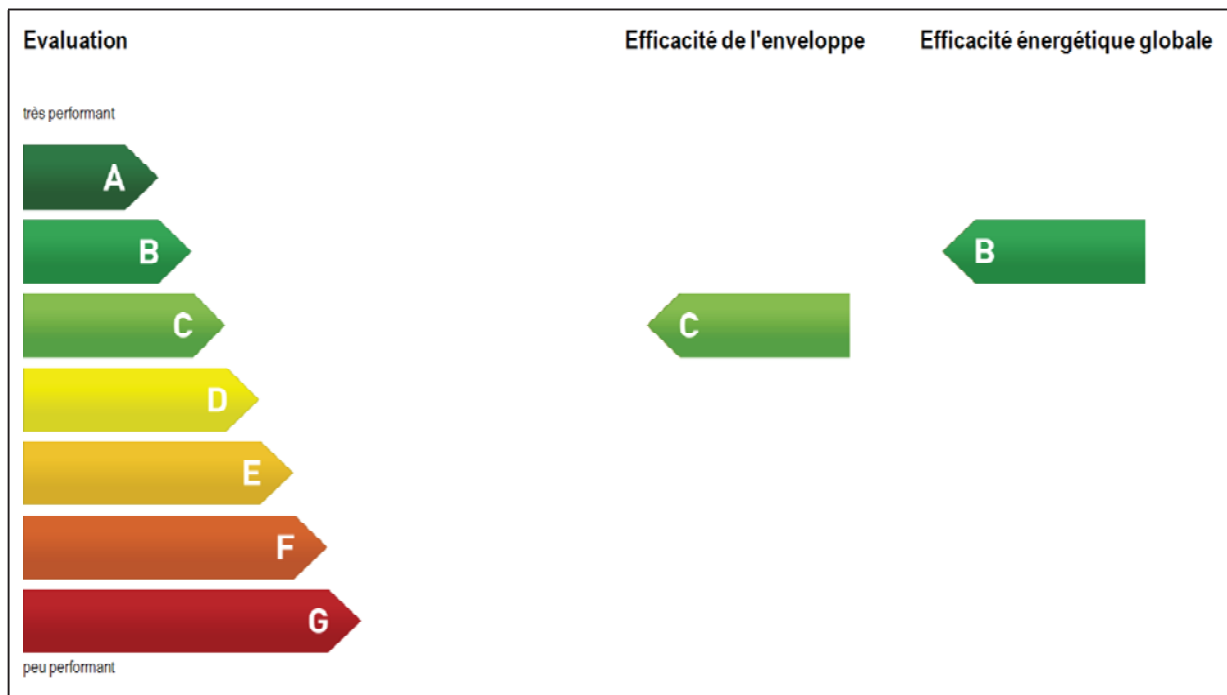 Evaluation Efficacité de l'enveloppe Efficacité énergétique globale
très performant
A
B B
C C
D
E
F
G
peu performant